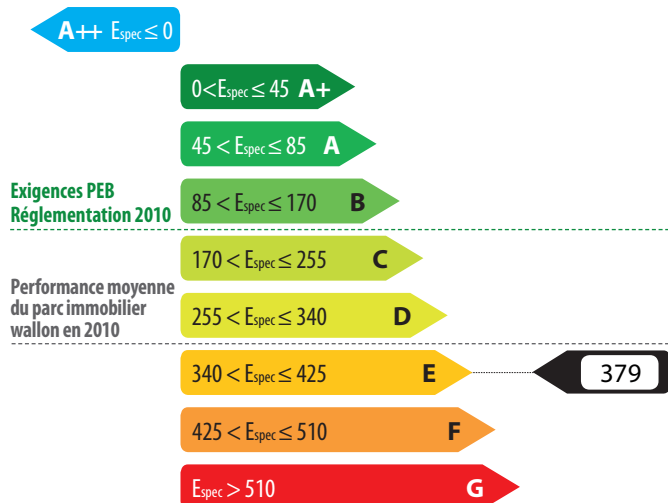 A++ Espec ≤ 0
0<Espec ≤ 45 A+
45 < Espec ≤ 85 A
Exigences PEB
Réglementation 2010
85 < Espec ≤ 170 B
170 < Espec ≤ 255 C
Performance moyenne
du parc immobilier
wallon en 2010
255 < Espec ≤ 340 D
340 < Espec ≤ 425 E
379
425 < Espec ≤ 510 F
Espec > 510 G